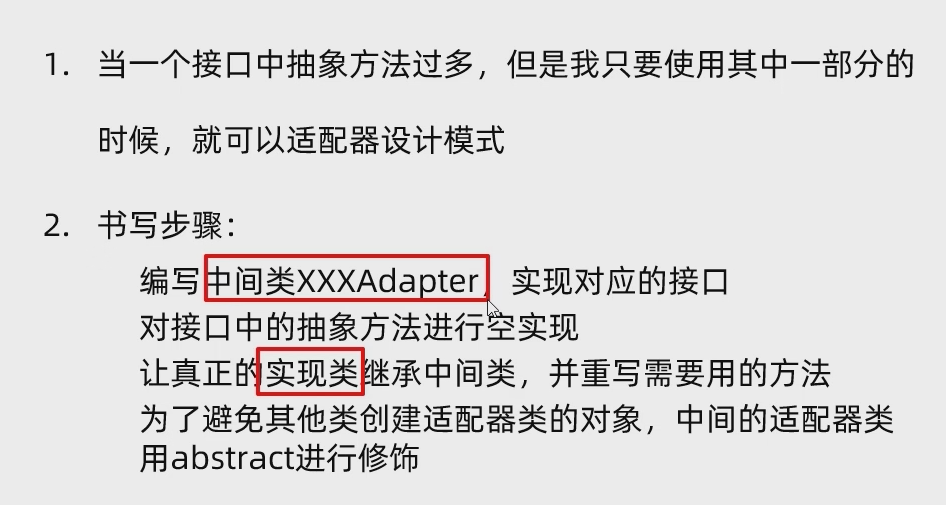 1. 当一个接口中抽象方法过多，但是我只要使用其中一部分的
时候，就可以适配器设计模式
2. 书写步骤：
编写中间类XXXAdapter，实现对应的接口
对接口中的抽象方法进行空实现
让真正的实现类继承中间类，并重写需要用的方法
为了避免其他类创建适配器类的对象，中间的适配器类
用abstract进行修饰